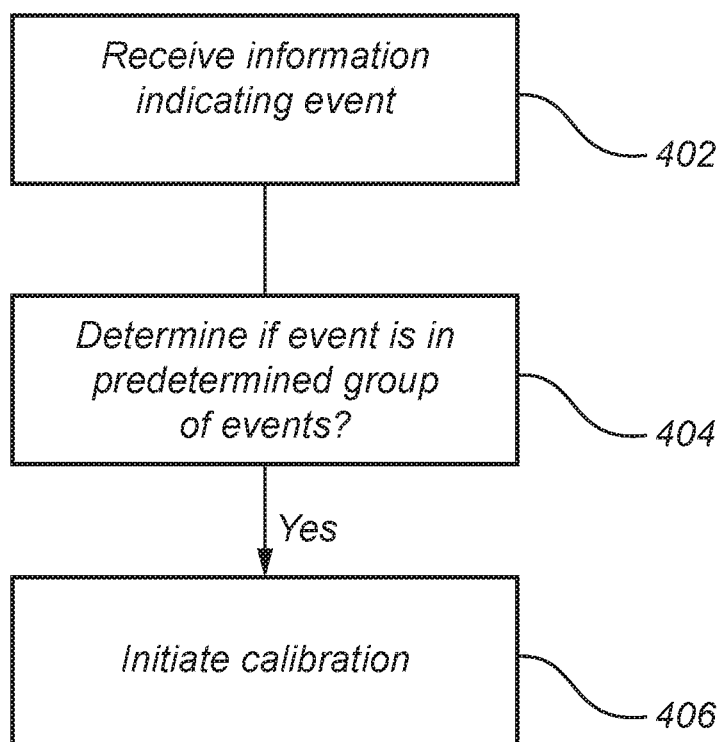 Receive information
indicating event
402
Determine if event is in
predetermined group
of events?
404
Yes
Initiate calibration
406